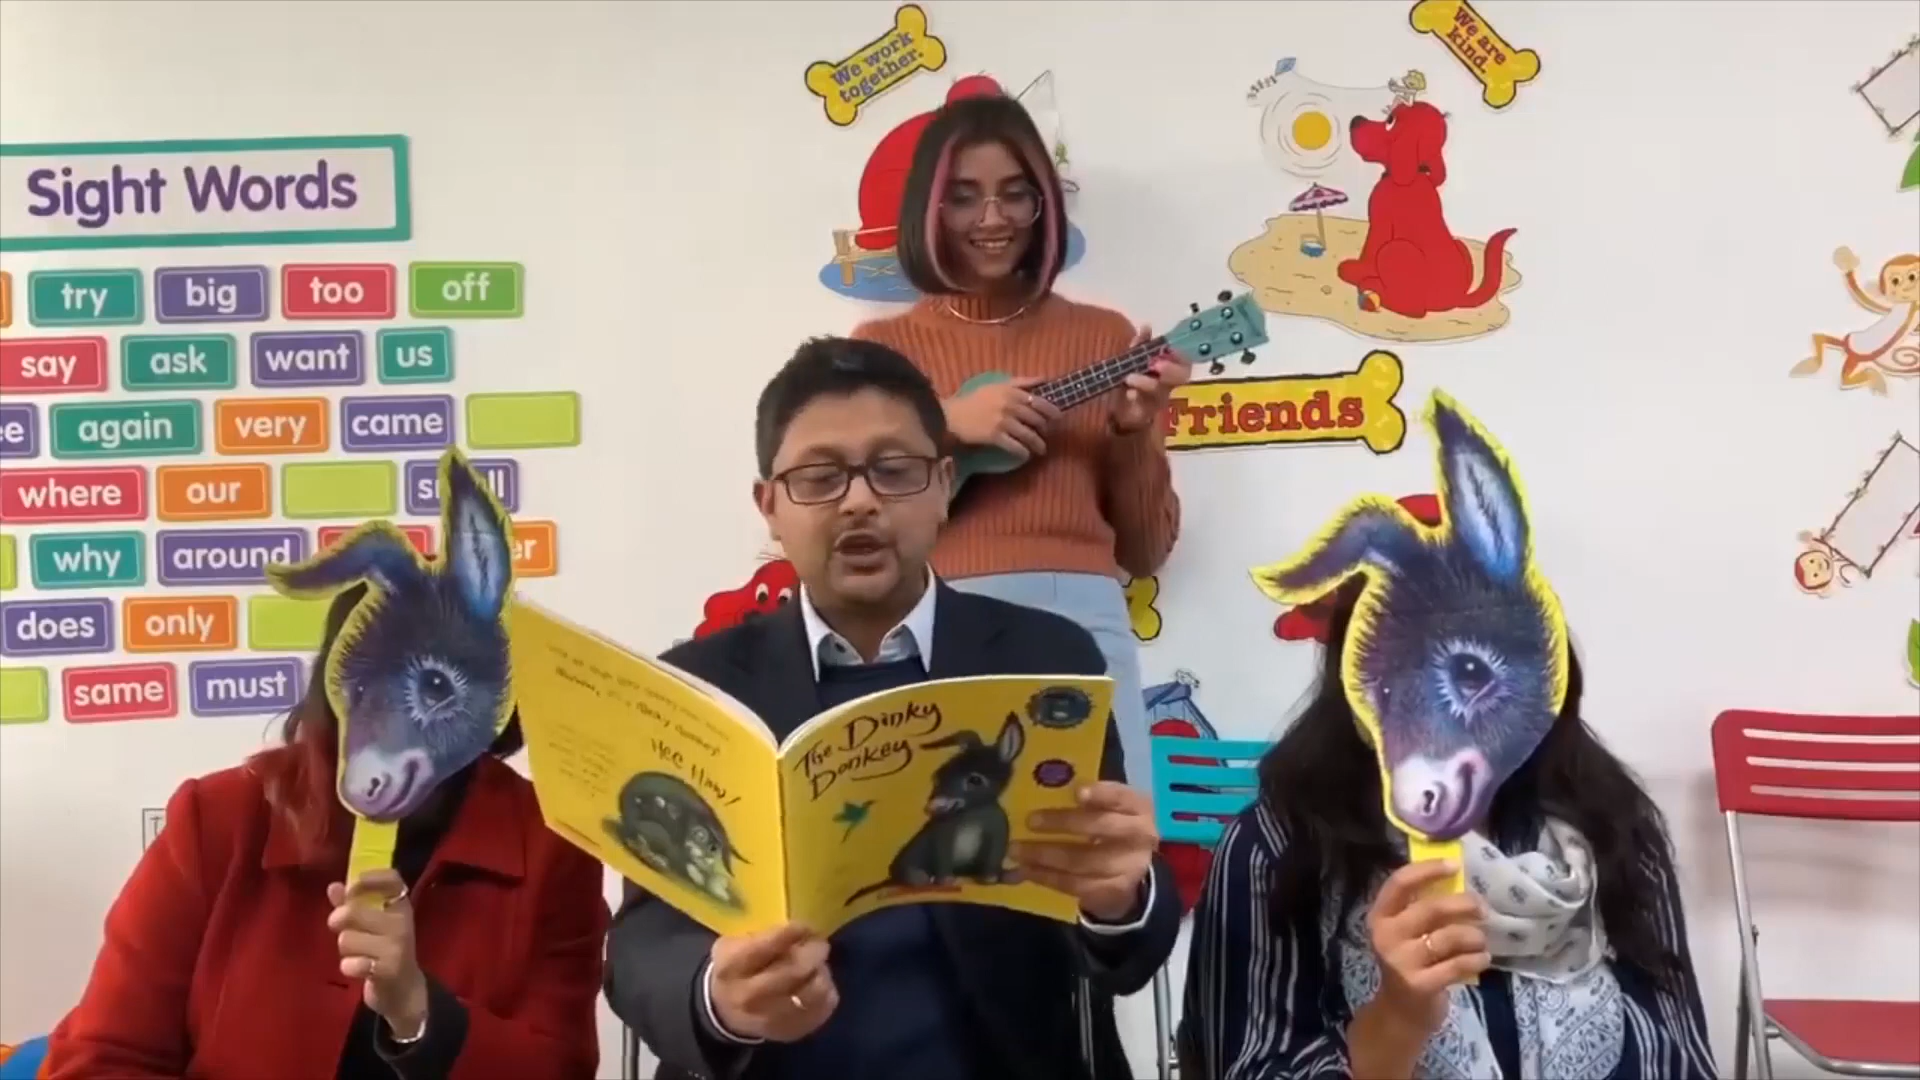 We work
together.
We are
kind.
Sight Words
try big too off
say ask want us
again very came
where our
why around
does only
same must
Friends
The Dinky
Donkey
Hee Haw!